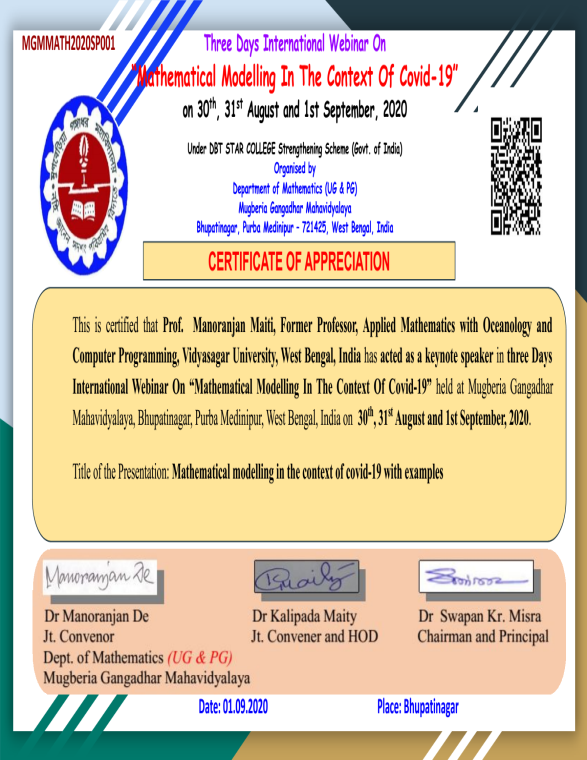 MGMMATH2020SP001
Three Days International Webinar On
"Mathematical Modelling In The Context Of Covid-19"
on 30th, 31st August and 1st September, 2020
Under DBT STAR COLLEGE Strengthening Scheme (Govt. of India)
Organised by
Department of Mathematics (UG & PG)
Mugberia Gangadhar Mahavidyalaya
Bhupatinagar, Purba Medinipur - 721425, West Bengal, India
CERTIFICATE OF APPRECIATION
This is certified that Prof. Manoranjan Maiti, Former Professor, Applied Mathematics with Oceanology and
Computer Programming, Vidyasagar University, West Bengal, India has acted as a keynote speaker in three Days
International Webinar On “Mathematical Modelling In The Context Of Covid-19” held at Mugberia Gangadhar
Mahavidyalaya, Bhupatinagar, Purba Medinipur, West Bengal, India on 30th, 31st August and 1st September, 2020.
Title of the Presentation: Mathematical modelling in the context of covid-19 with examples
Manoranjan De
Dr Manoranjan De
Jt. Convenor
Dept. of Mathematics (UG & PG)
Mugberia Gangadhar Mahavidyalaya
Dr Kalipada Maity
Jt. Convener and HOD
Dr Swapan Kr. Misra
Chairman and Principal
Date: 01.09.2020
Place: Bhupatinagar